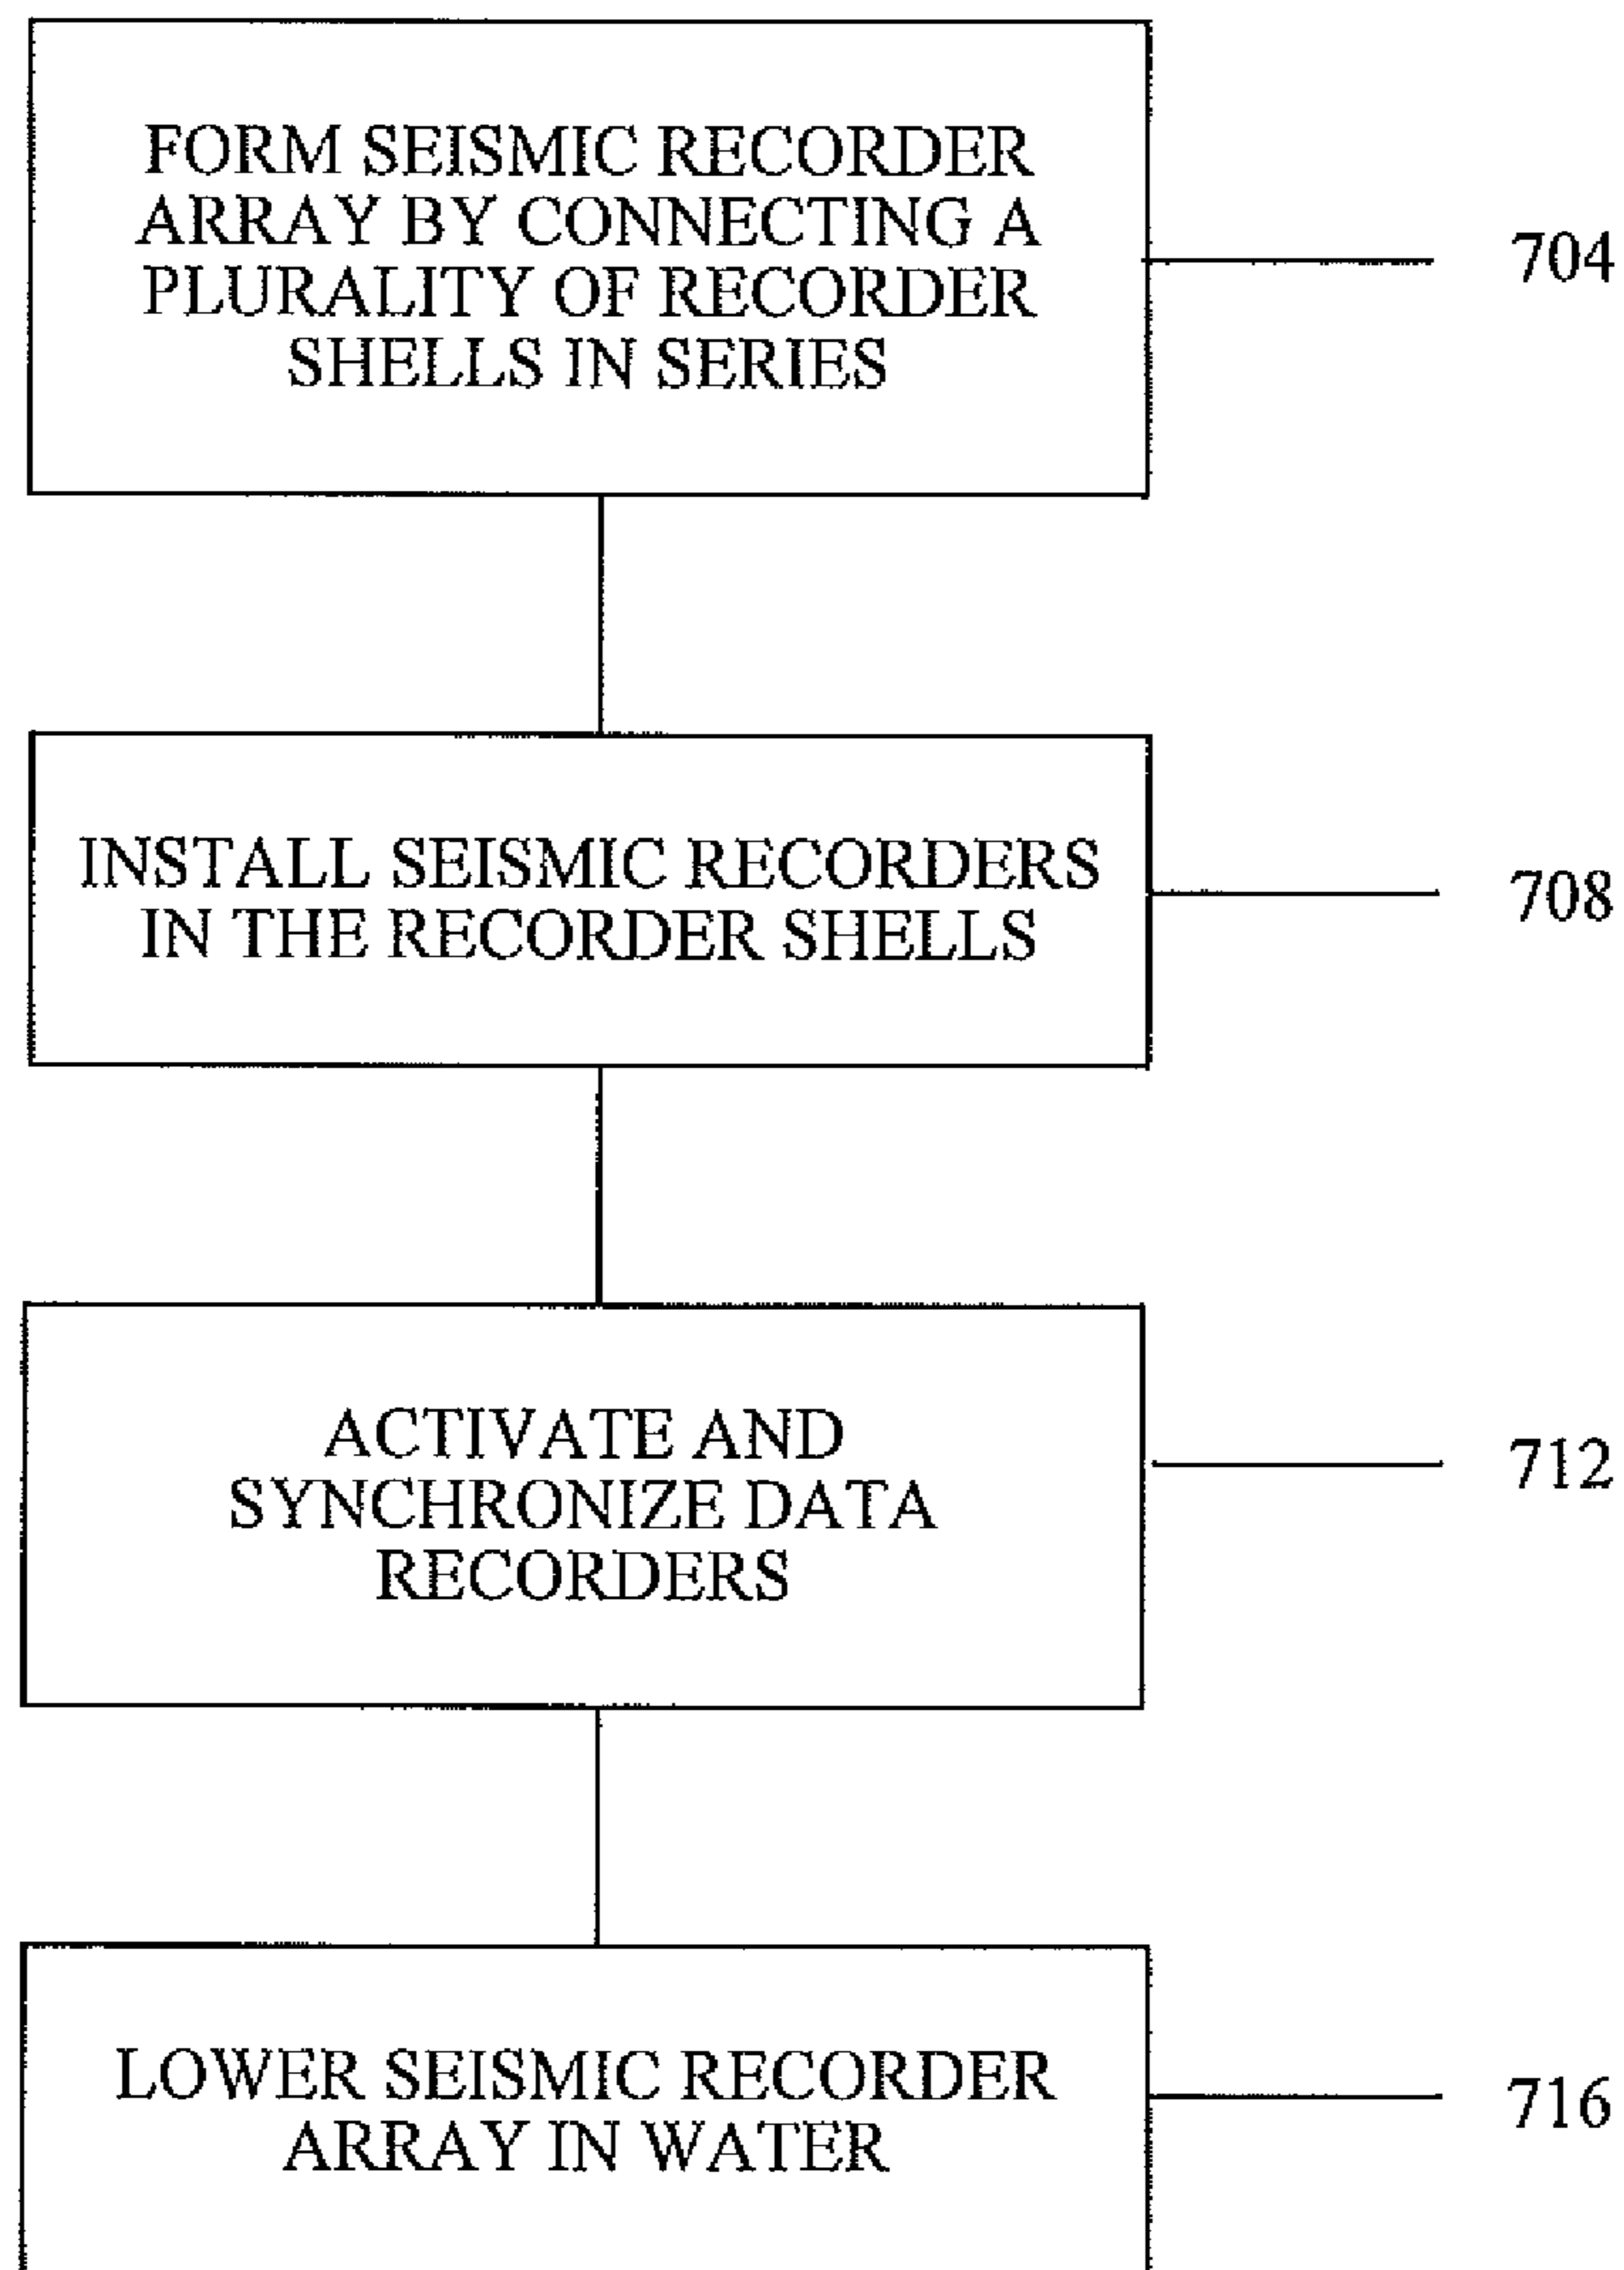 FORM SEISMIC RECORDER
ARRAY BY CONNECTING A
PLURALITY OF RECORDER
SHELLS IN SERIES
704
INSTALL SEISMIC RECORDERS
IN THE RECORDER SHELLS
708
ACTIVATE AND
SYNCHRONIZE DATA
RECORDERS
712
LOWER SEISMIC RECORDER
ARRAY IN WATER
716